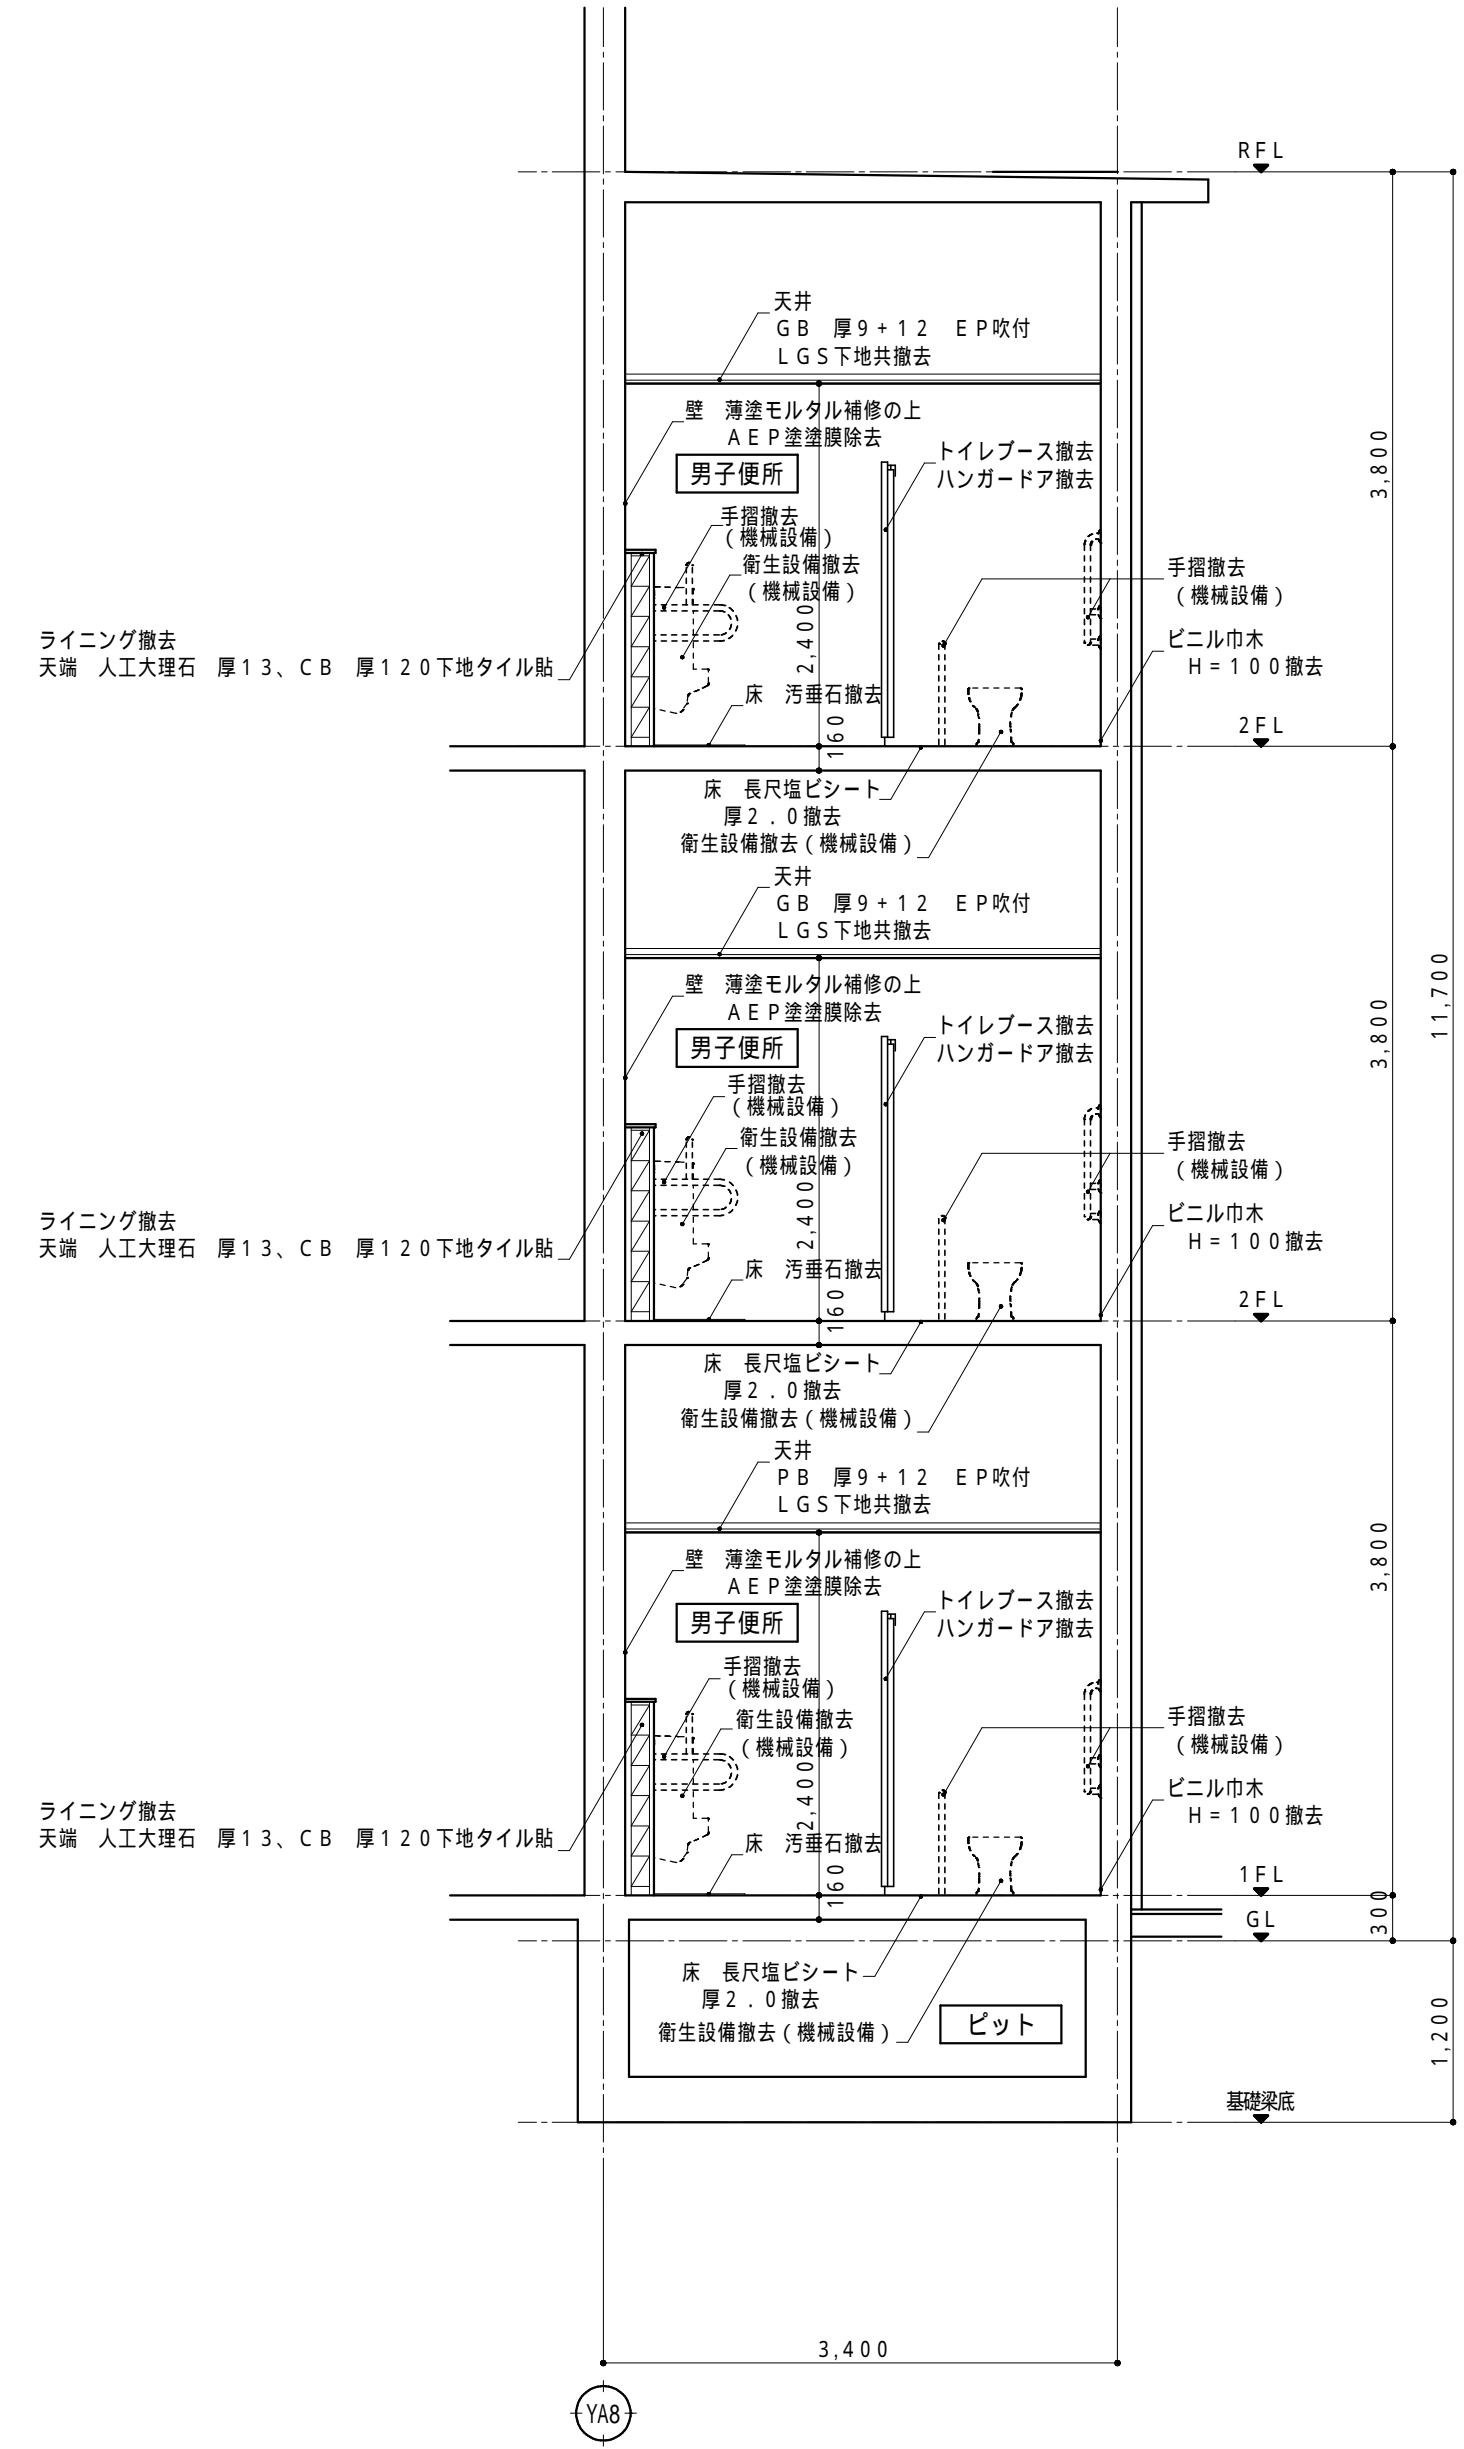 RFL
天井
GB 厚9+12 EP吹付
LGS下地共撤去
壁 薄塗モルタル補修の上
AEP塗塗膜除去
男子便所
トイレブース撤去
ハンガードア撤去
3,800
手摺撤去
(機械設備)
衛生設備撤去
(機械設備)
2,400
手摺撤去
(機械設備)
ライニング撤去
天端 人工大理石 厚13、CB 厚120下地タイル貼
ビニル巾木
H=100撤去
床 汚垂石撤去
160
2FL
床 長尺塩ビシート
厚2.0撤去
衛生設備撤去(機械設備)
天井
GB 厚9+12 EP吹付
LGS下地共撤去
11,700
壁 薄塗モルタル補修の上
AEP塗塗膜除去
男子便所
トイレブース撤去
ハンガードア撤去
3,800
手摺撤去
(機械設備)
衛生設備撤去
(機械設備)
2,400
手摺撤去
(機械設備)
ライニング撤去
天端 人工大理石 厚13、CB 厚120下地タイル貼
ビニル巾木
H=100撤去
床 汚垂石撤去
160
2FL
床 長尺塩ビシート
厚2.0撤去
衛生設備撤去(機械設備)
天井
PB 厚9+12 EP吹付
LGS下地共撤去
壁 薄塗モルタル補修の上
AEP塗塗膜除去
男子便所
トイレブース撤去
ハンガードア撤去
3,800
手摺撤去
(機械設備)
衛生設備撤去
(機械設備)
2,400
手摺撤去
(機械設備)
ライニング撤去
天端 人工大理石 厚13、CB 厚120下地タイル貼
ビニル巾木
H=100撤去
床 汚垂石撤去
160
1FL
300
GL
床 長尺塩ビシート
厚2.0撤去
衛生設備撤去(機械設備)
ピット
1,200
基礎梁底
3,400
YA8